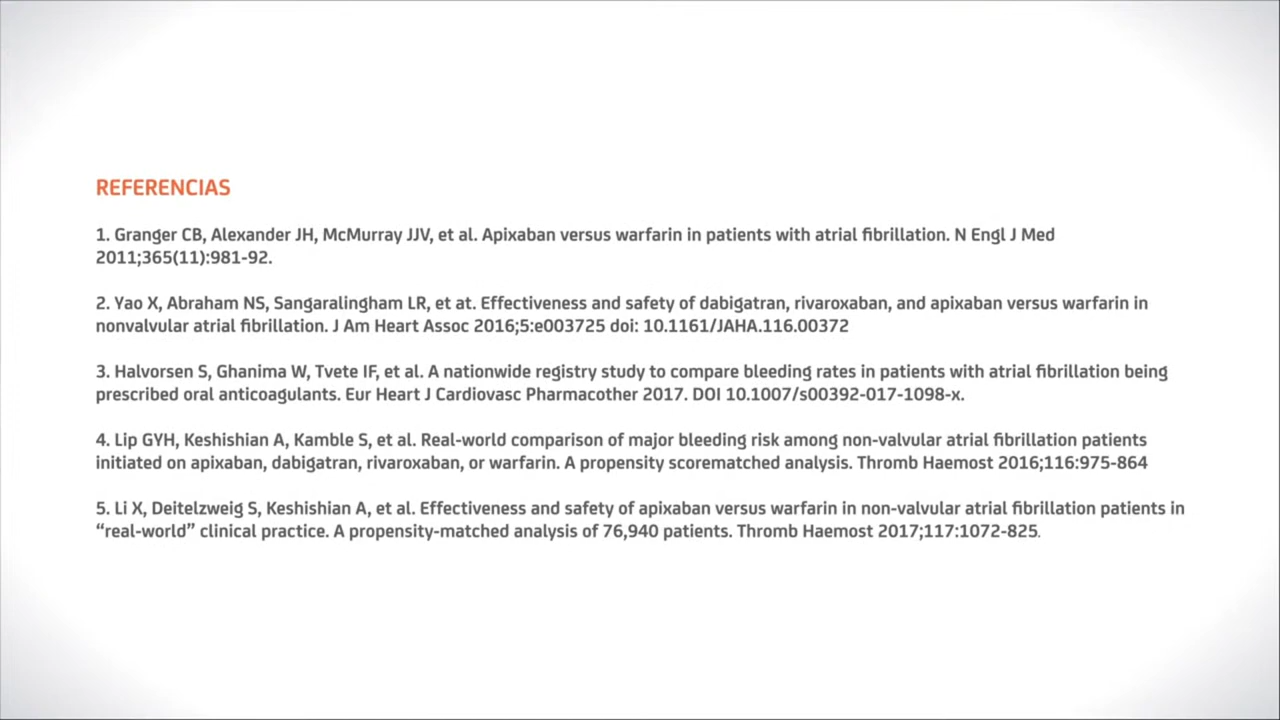 REFERENCIAS
1. Granger CB, Alexander JH, McMurray JJV, et al. Apixaban versus warfarin in patients with atrial fibrillation. N Engl J Med
2011;365(11):981-92.
2. Yao X, Abraham NS, Sangaralingham LR, et at. Effectiveness and safety of dabigatran, rivaroxaban, and apixaban versus warfarin in
nonvalvular atrial fibrillation. J Am Heart Assoc 2016;5:e003725 doi: 10.1161/JAHA.116.00372
3. Halvorsen S, Ghanima W, Tvete IF, et al. A nationwide registry study to compare bleeding rates in patients with atrial fibrillation being
prescribed oral anticoagulants. Eur Heart J Cardiovasc Pharmacother 2017. DOI 10.1007/s00392-017-1098-x.
4. Lip GYH, Keshishian A, Kamble S, et al. Real-world comparison of major bleeding risk among non-valvular atrial fibrillation patients
initiated on apixaban, dabigatran, rivaroxaban, or warfarin. A propensity scorematched analysis. Thromb Haemost 2016;116:975-864
5. Li X, Deitelzweig S, Keshishian A, et al. Effectiveness and safety of apixaban versus warfarin in non-valvular atrial fibrillation patients in
“real-world” clinical practice. A propensity-matched analysis of 76,940 patients. Thromb Haemost 2017;117:1072-825.